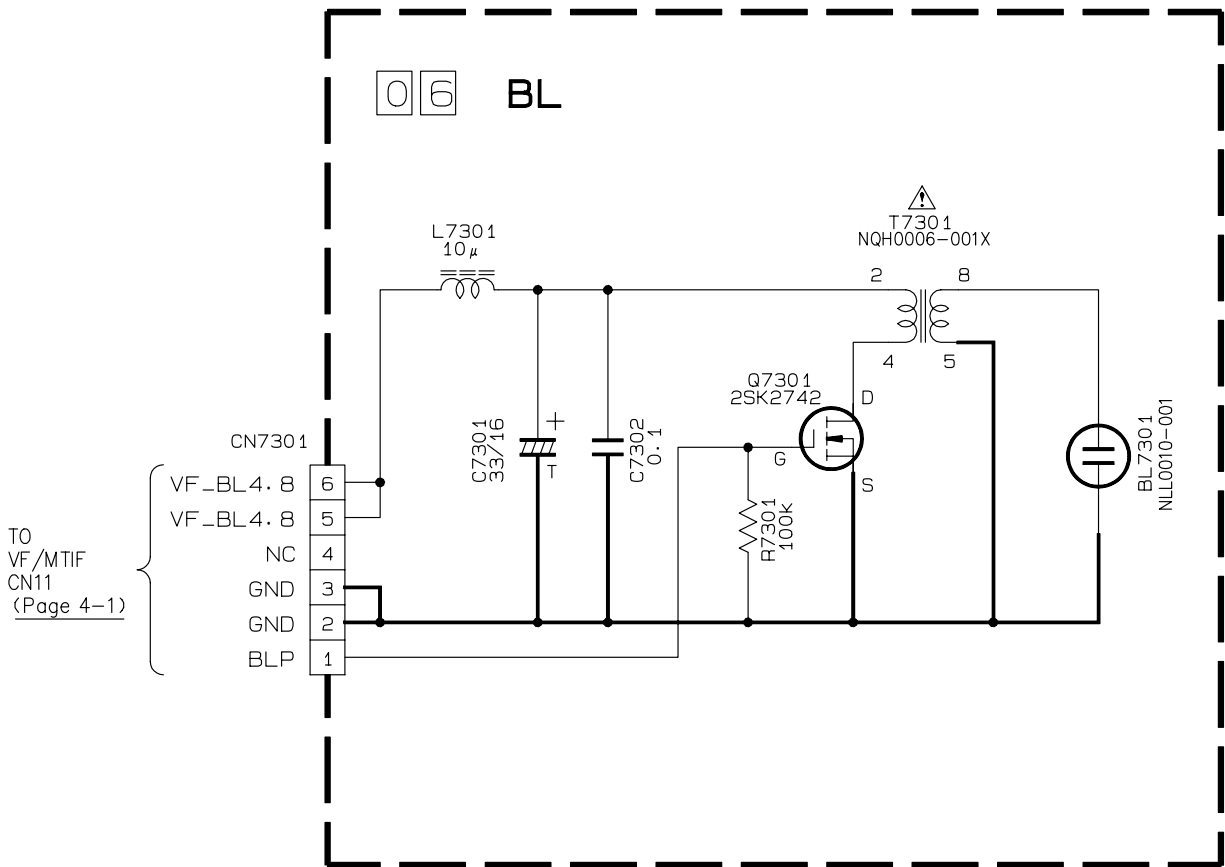 06 BL
T7301
NQH0006-001X
L7301
10μ
2 8
4 5
Q7301
2SK2742
D
G
S
C7301
33/16
+
T
C7302
0.1
R7301
100k
BL7301
NLL0010-001
CN7301
VF_BL4.8 6
VF_BL4.8 5
NC 4
GND 3
GND 2
BLP 1
TO
VF/MTIF
CN11
(Page 4-1)